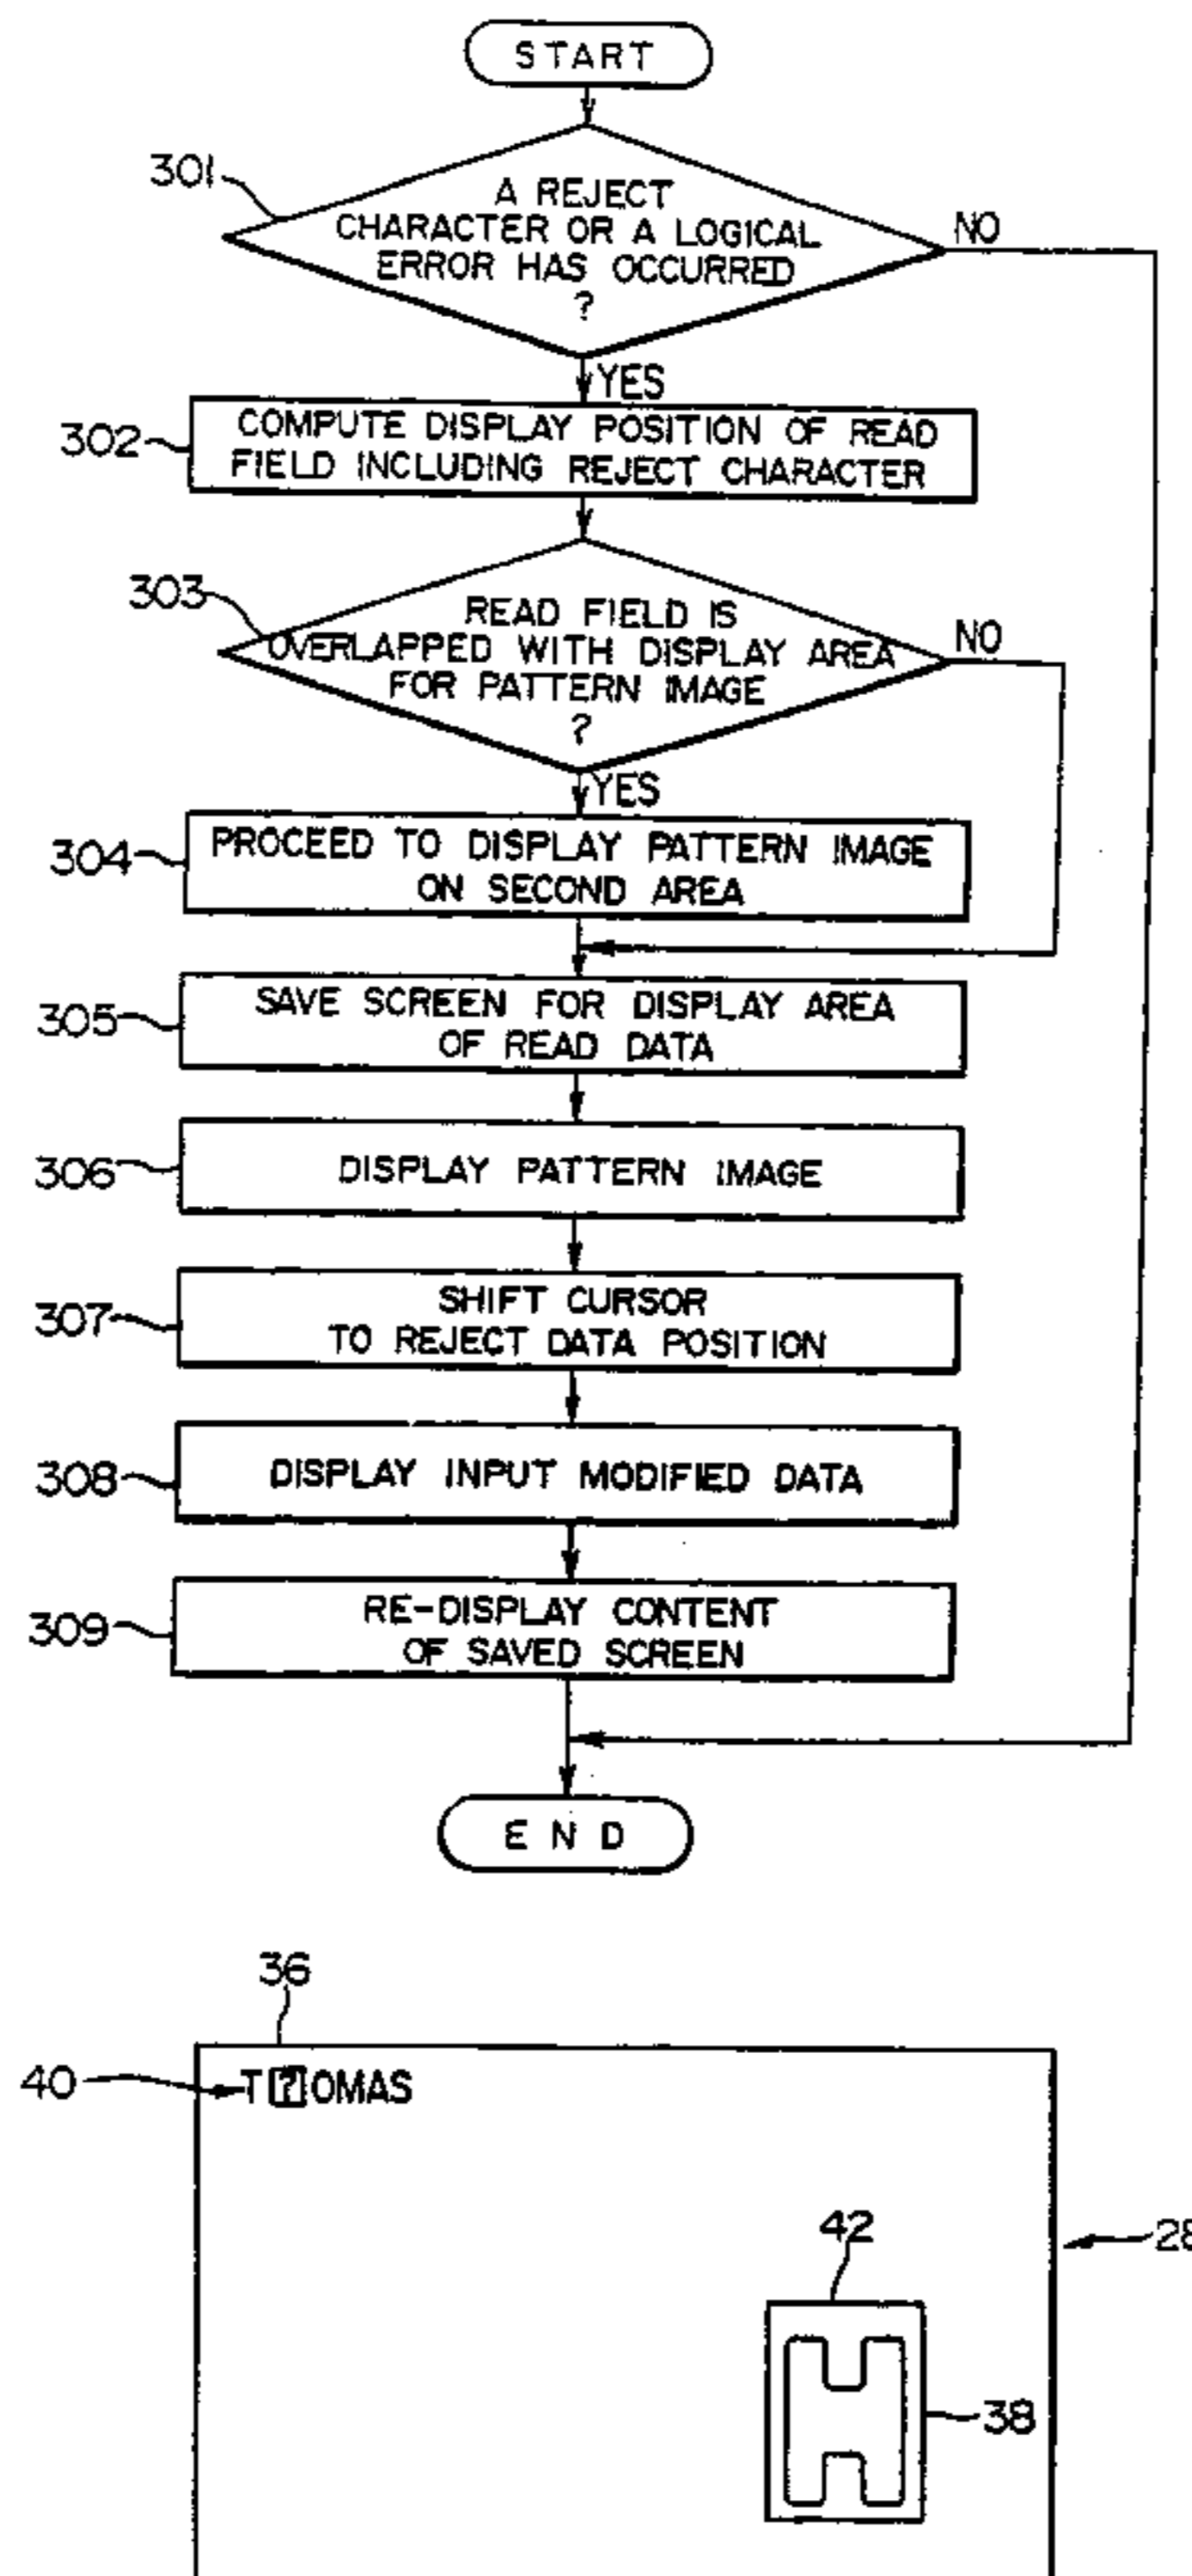 START
301
A REJECT
CHARACTER OR A LOGICAL
ERROR HAS OCCURRED
?
NO
YES
302
COMPUTE DISPLAY POSITION OF READ
FIELD INCLUDING REJECT CHARACTER
303
READ FIELD IS
OVERLAPPED WITH DISPLAY AREA
FOR PATTERN IMAGE
?
NO
YES
304
PROCEED TO DISPLAY PATTERN IMAGE
ON SECOND AREA
305
SAVE SCREEN FOR DISPLAY AREA
OF READ DATA
306
DISPLAY PATTERN IMAGE
307
SHIFT CURSOR
TO REJECT DATA POSITION
308
DISPLAY INPUT MODIFIED DATA
309
RE-DISPLAY CONTENT
OF SAVED SCREEN
END
36
40
T?OMAS
42
28
H
38